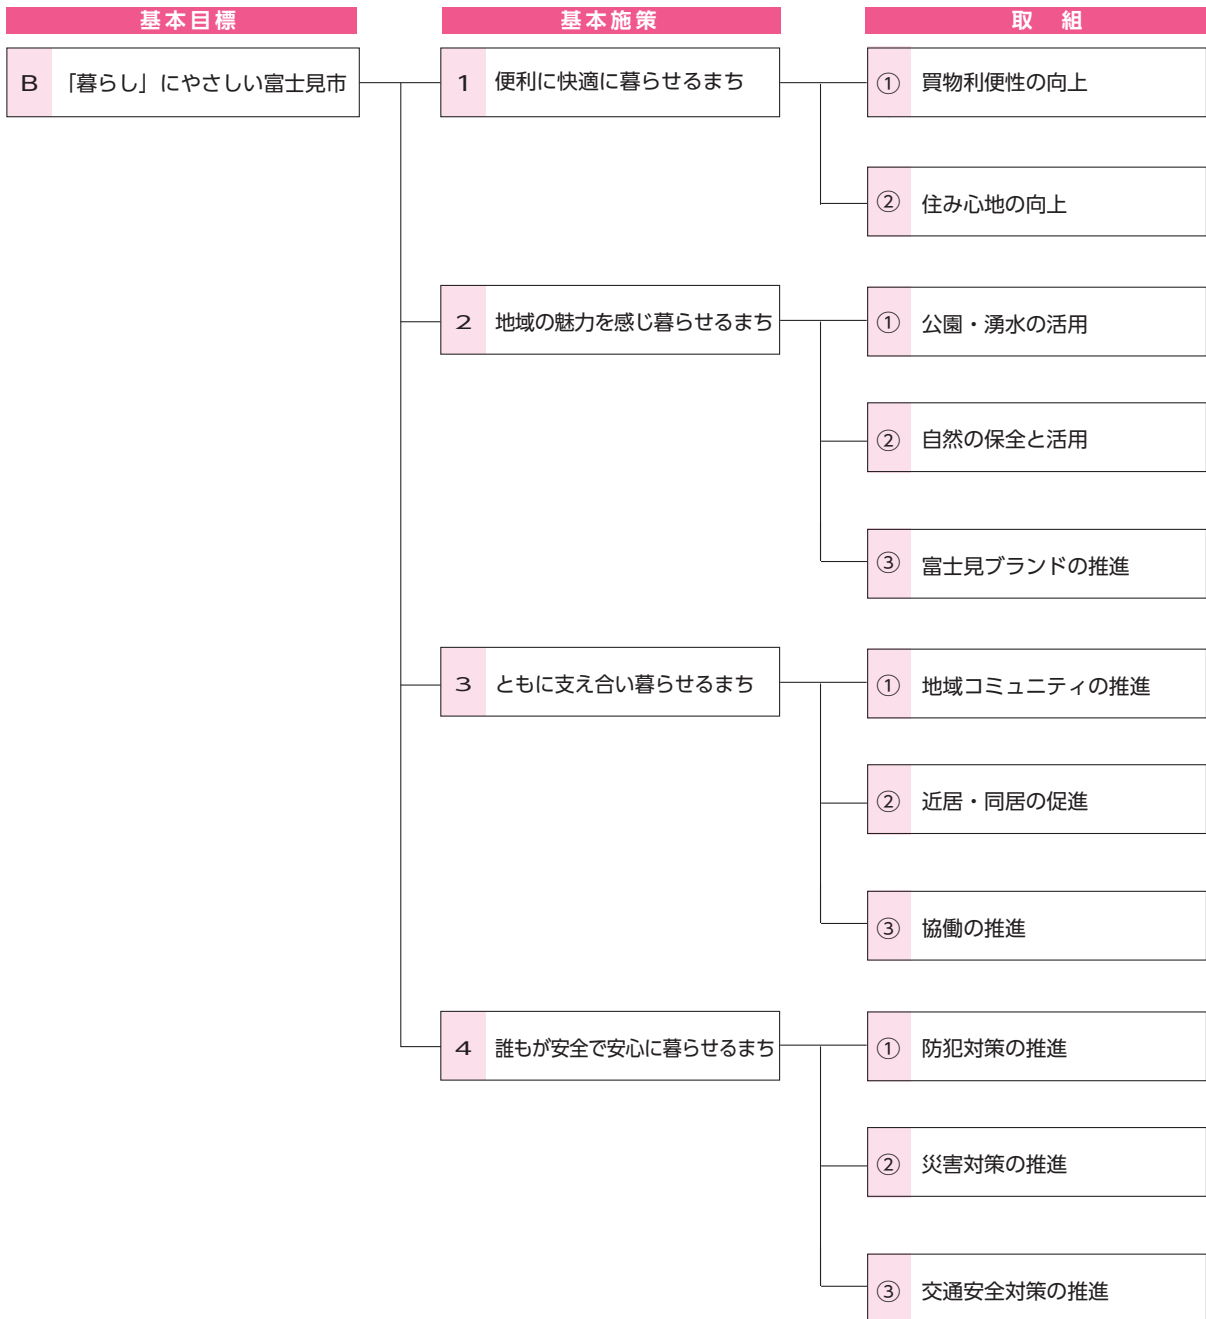 基本目標 基本施策 取 組
B 「暮らし」にやさしい富士見市 1 便利に快適に暮らせるまち ① 買物利便性の向上
② 住み心地の向上
2 地域の魅力を感じ暮らせるまち ① 公園・湧水の活用
② 自然の保全と活用
③ 富士見ブランドの推進
3 ともに支え合い暮らせるまち ① 地域コミュニティの推進
② 近居・同居の促進
③ 協働の推進
4 誰もが安全で安心に暮らせるまち ① 防犯対策の推進
② 災害対策の推進
③ 交通安全対策の推進